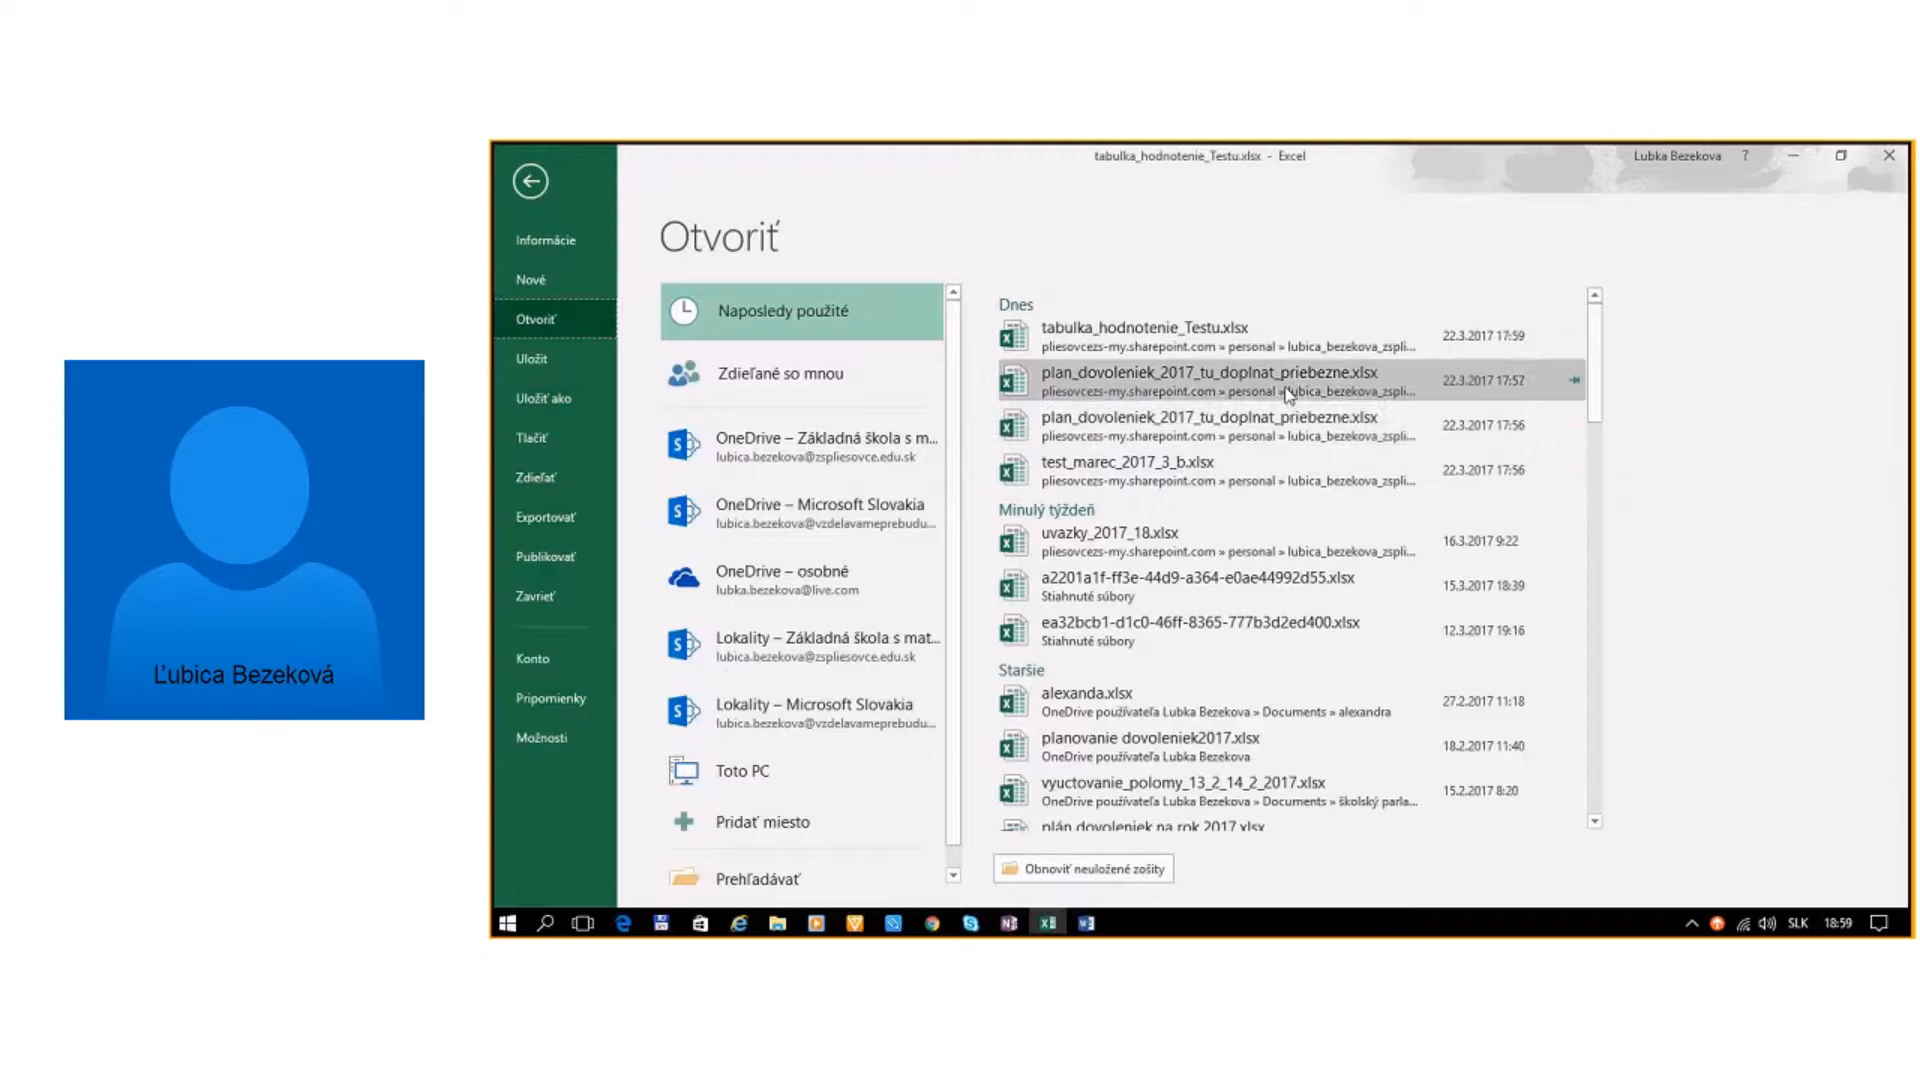 Ľubica Bezeková
tabulka_hodnotenie_Testu.xlsx - Excel
Lubka Bezekova ?
Informácie
Nové
Otvoriť
Uložiť
Uložiť ako
Tlačiť
Zdieľať
Exportovať
Publikovať
Zavrieť
Konto
Pripomienky
Možnosti
Otvoriť
Naposledy použité
Zdieľané so mnou
OneDrive – Základná škola s m...
lubica.bezekova@zspliesovce.edu.sk
OneDrive – Microsoft Slovakia
lubica.bezekova@vzdelavameprebudu...
OneDrive – osobné
lubka.bezekova@live.com
Lokality – Základná škola s mat...
lubica.bezekova@zspliesovce.edu.sk
Lokality – Microsoft Slovakia
lubica.bezekova@vzdelavameprebudu...
Toto PC
Pridať miesto
Prehľadávať
Dnes
tabulka_hodnotenie_Testu.xlsx 22.3.2017 17:59
pliesovcezs-my.sharepoint.com » personal » lubica_bezekova_zspli...
plan_dovoleniek_2017_tu_doplnat_priebezne.xlsx 22.3.2017 17:57
pliesovcezs-my.sharepoint.com » personal » lubica_bezekova_zspli...
plan_dovoleniek_2017_tu_doplnat_priebezne.xlsx 22.3.2017 17:56
pliesovcezs-my.sharepoint.com » personal » lubica_bezekova_zspli...
test_marec_2017_3_b.xlsx 22.3.2017 17:56
pliesovcezs-my.sharepoint.com » personal » lubica_bezekova_zspli...
Minulý týždeň
uvazky_2017_18.xlsx 16.3.2017 9:22
pliesovcezs-my.sharepoint.com » personal » lubica_bezekova_zspli...
a2201a1f-ff3e-44d9-a364-e0ae44992d55.xlsx 15.3.2017 18:39
Stiahnuté súbory
ea32bcb1-d1c0-46ff-8365-777b3d2ed400.xlsx 12.3.2017 19:16
Stiahnuté súbory
Staršie
alexanda.xlsx 27.2.2017 11:18
OneDrive používateľa Lubka Bezekova » Documents » alexandra
planovanie dovoleniek2017.xlsx 18.2.2017 11:40
OneDrive používateľa Lubka Bezekova
vyuctovanie_polomy_13_2_14_2_2017.xlsx 15.2.2017 8:20
OneDrive používateľa Lubka Bezekova » Documents » školský parla...
plán dovoleniek na rok 2017.xlsx
Obnoviť neuložené zošity
SLK 18:59